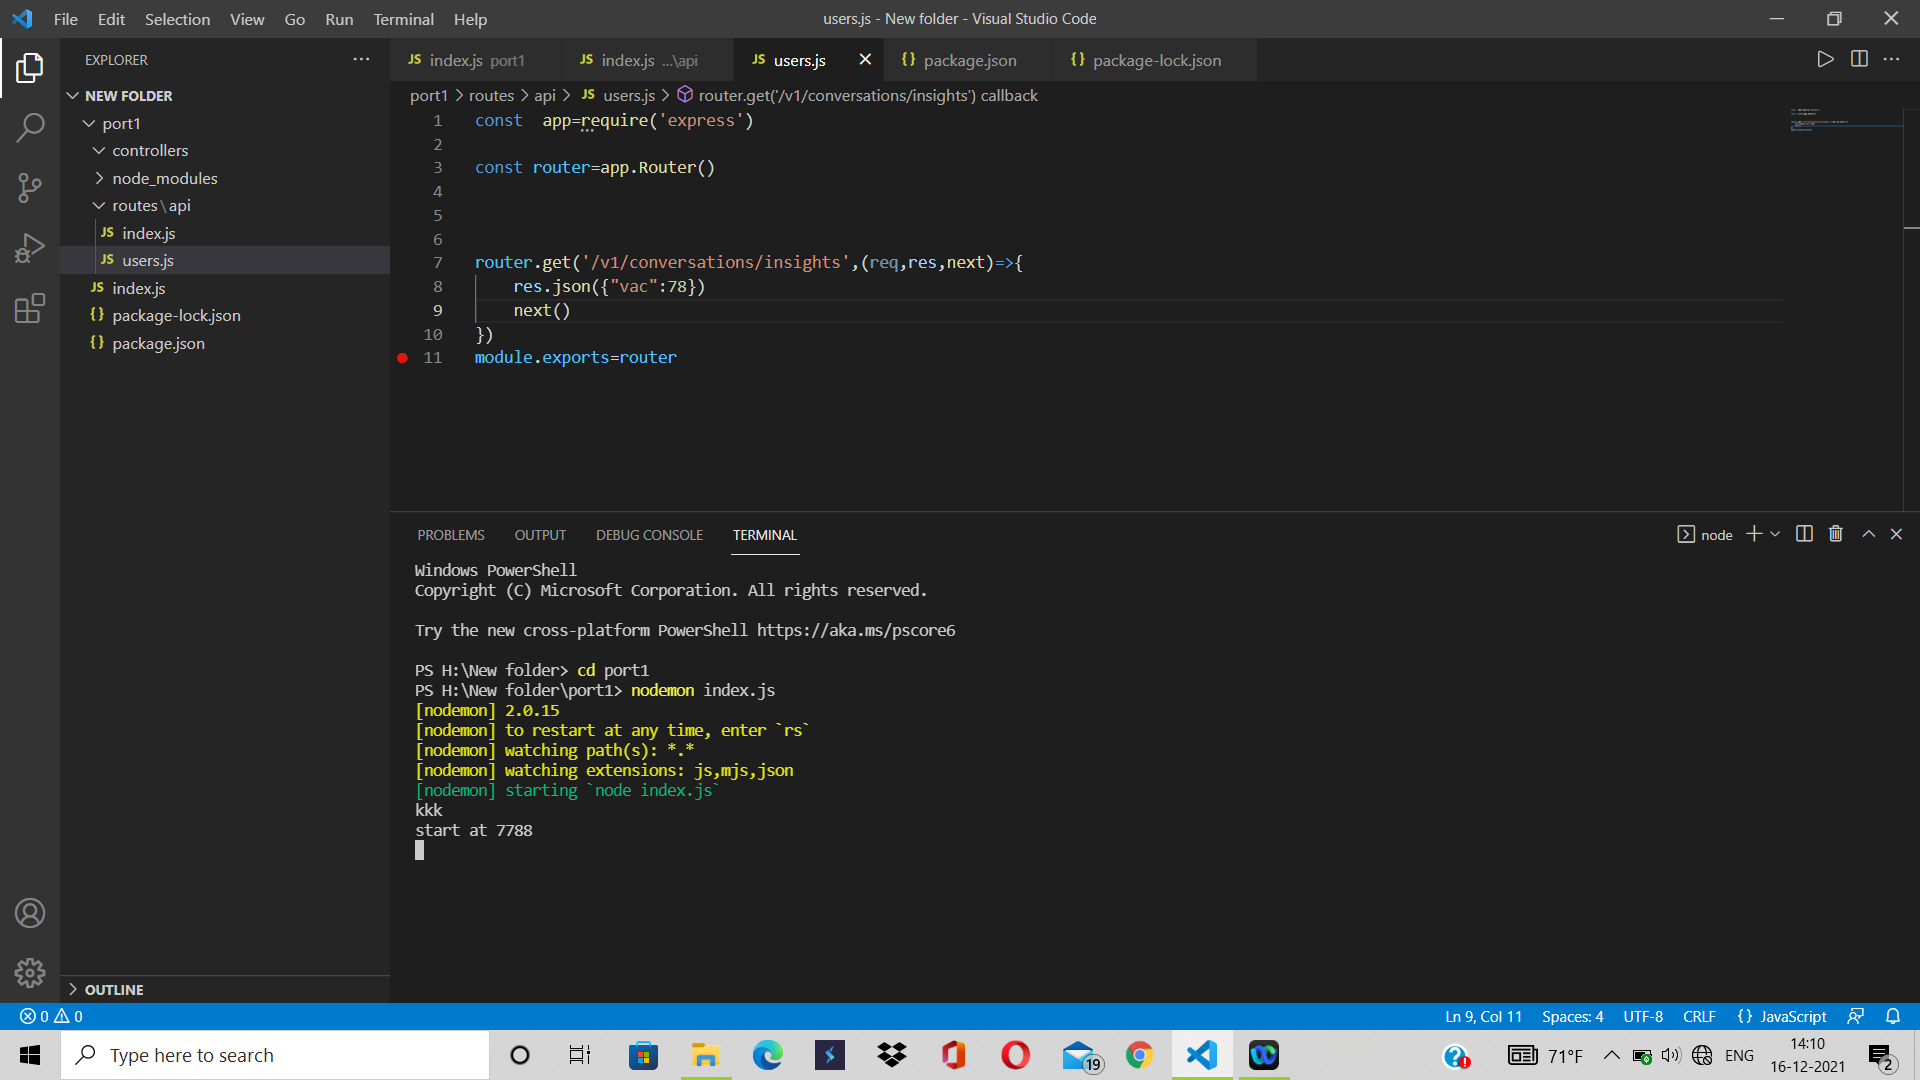 File Edit Selection View Go Run Terminal Help
users.js - New folder - Visual Studio Code
EXPLORER
NEW FOLDER
port1
controllers
node_modules
routes\api
JS index.js
JS users.js
JS index.js
{} package-lock.json
{} package.json
OUTLINE
JS index.js port1
JS index.js ...\api
JS users.js
{} package.json
{} package-lock.json
port1 > routes > api > JS users.js > router.get('/v1/conversations/insights') callback
1 const  app=require('express')
2
3 const router=app.Router()
4
5
6
7 router.get('/v1/conversations/insights',(req,res,next)=>{
8     res.json({"vac":78})
9     next()
10 })
11 module.exports=router
PROBLEMS OUTPUT DEBUG CONSOLE TERMINAL
node
Windows PowerShell
Copyright (C) Microsoft Corporation. All rights reserved.
Try the new cross-platform PowerShell https://aka.ms/pscore6
PS H:\New folder> cd port1
PS H:\New folder\port1> nodemon index.js
[nodemon] 2.0.15
[nodemon] to restart at any time, enter `rs`
[nodemon] watching path(s): *.*
[nodemon] watching extensions: js,mjs,json
[nodemon] starting `node index.js`
kkk
start at 7788
0 0
Ln 9, Col 11 Spaces: 4 UTF-8 CRLF {} JavaScript
Type here to search
19
71°F
ENG
14:10
16-12-2021
2